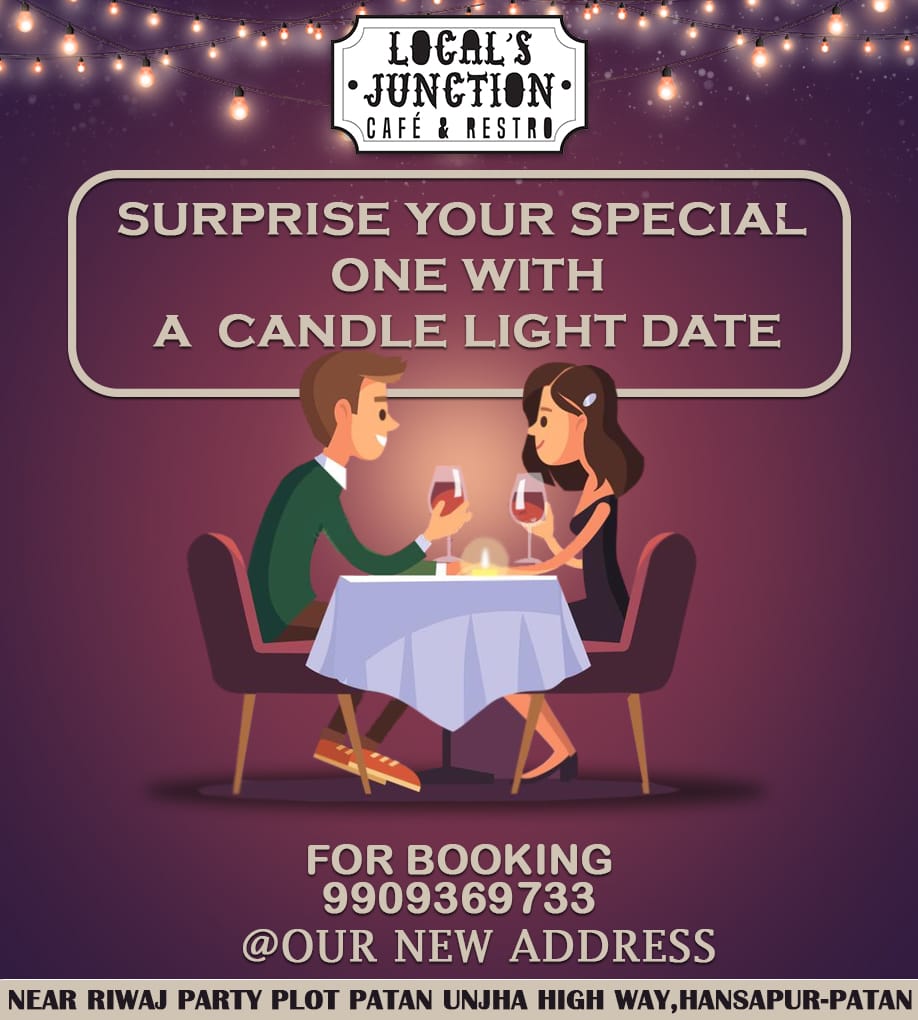 LOCAL'S
JUNCTION
CAFÉ & RESTRO
SURPRISE YOUR SPECIAL
ONE WITH
A CANDLE LIGHT DATE
FOR BOOKING
9909369733
@OUR NEW ADDRESS
NEAR RIWAJ PARTY PLOT PATAN UNJHA HIGH WAY,HANSAPUR-PATAN